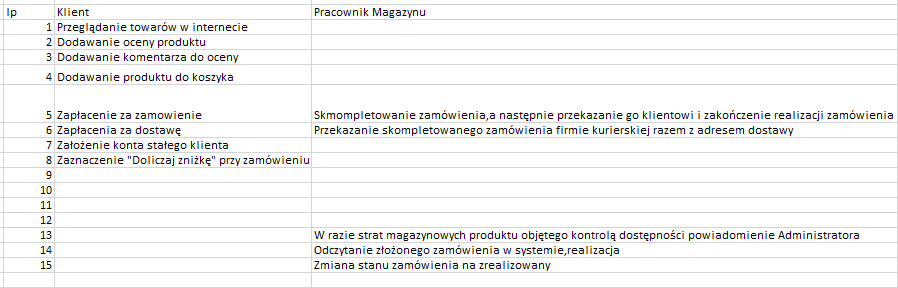 lp Klient Pracownik Magazynu
1 Przeglądanie towarów w internecie
2 Dodawanie oceny produktu
3 Dodawanie komentarza do oceny
4 Dodawanie produktu do koszyka
5 Zapłacenie za zamowienie Skmompletowanie zamówienia,a następnie przekazanie go klientowi i zakończenie realizacji zamówienia
6 Zapłacenia za dostawę Przekazanie skompletowanego zamówienia firmie kurierskiej razem z adresem dostawy
7 Założenie konta stałego klienta
8 Zaznaczenie "Doliczaj zniżkę" przy zamówieniu
9
10
11
12
13 W razie strat magazynowych produktu objętego kontrolą dostępności powiadomienie Administratora
14 Odczytanie złożonego zamówienia w systemie,realizacja
15 Zmiana stanu zamówienia na zrealizowany